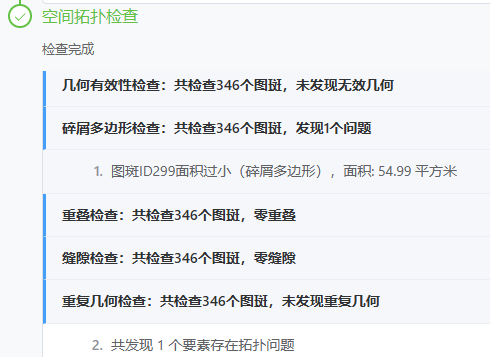 空间拓扑检查
检查完成
几何有效性检查：共检查346个图斑，未发现无效几何
碎屑多边形检查：共检查346个图斑，发现1个问题
1. 图斑ID299面积过小（碎屑多边形），面积: 54.99 平方米
重叠检查：共检查346个图斑，零重叠
缝隙检查：共检查346个图斑，零缝隙
重复几何检查：共检查346个图斑，未发现重复几何
2. 共发现 1 个要素存在拓扑问题